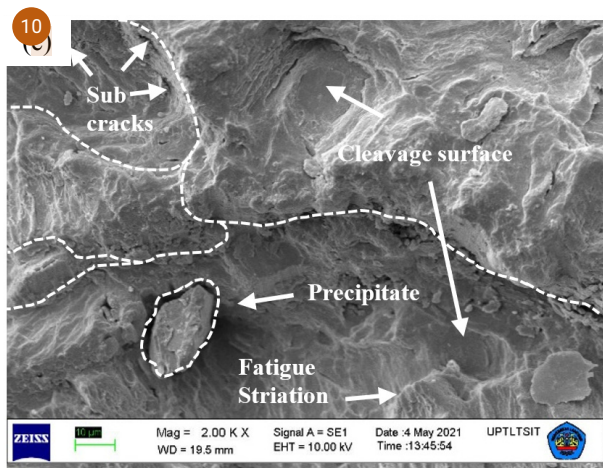 10
Sub
cracks
Cleavage surface
Precipitate
Fatigue
Striation
ZEISS
10 µm
Mag = 2.00 K X
WD = 19.5 mm
Signal A = SE1
EHT = 10.00 kV
Date :4 May 2021
Time :13:45:54
UPTLTSIT